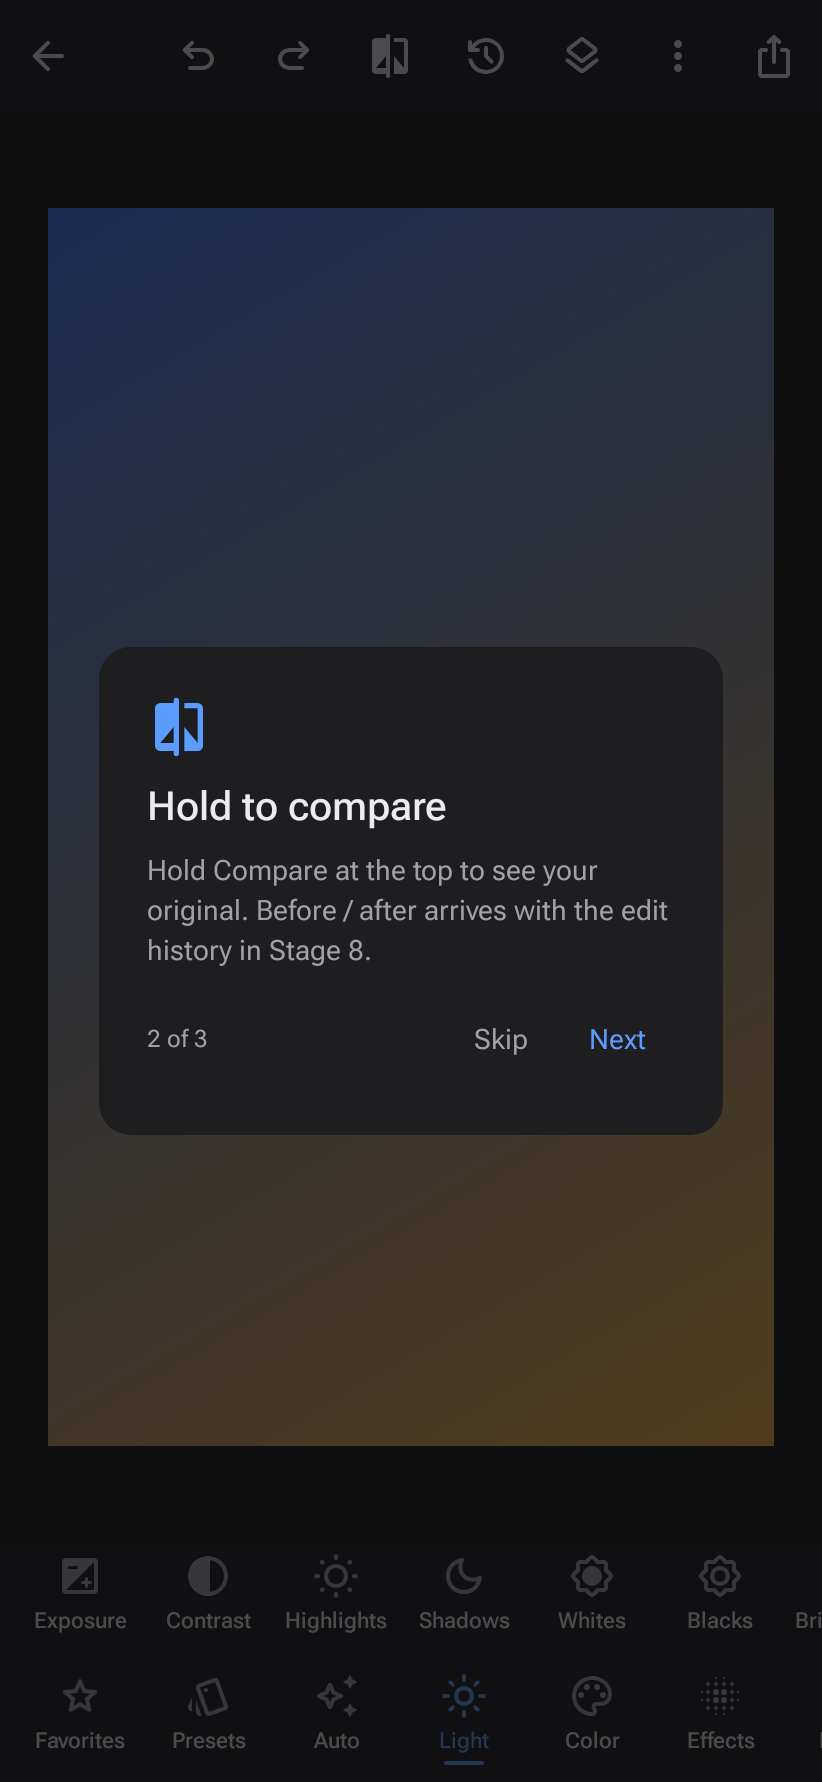 Hold to compare
Hold Compare at the top to see your
original. Before / after arrives with the edit
history in Stage 8.
2 of 3
Skip
Next
Exposure
Contrast
Highlights
Shadows
Whites
Blacks
Bri
Favorites
Presets
Auto
Light
Color
Effects